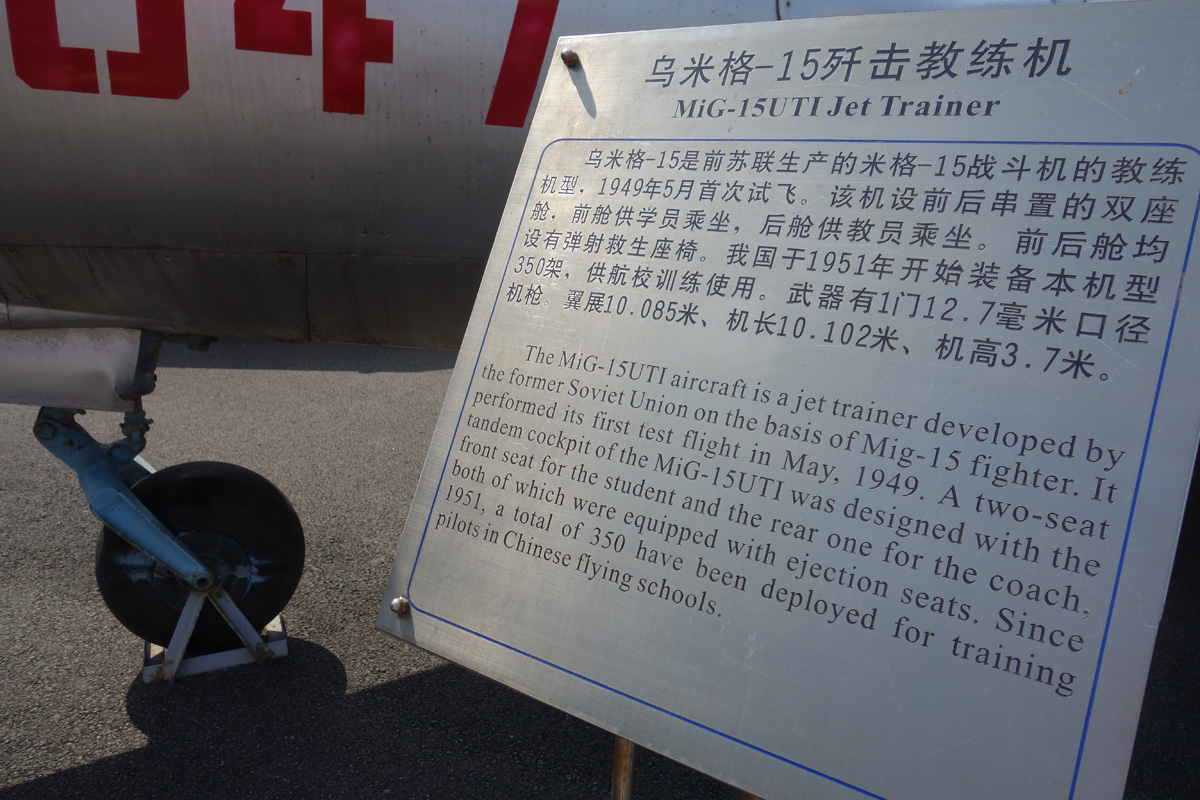 047
乌米格-15歼击教练机
MiG-15UTI Jet Trainer
乌米格-15是前苏联生产的米格-15战斗机的教练
机型，1949年5月首次试飞。该机设前后串置的双座
舱，前舱供学员乘坐，后舱供教员乘坐。前后舱均
设有弹射救生座椅。我国于1951年开始装备本机型
350架，供航校训练使用。武器有1门12.7毫米口径
机枪。翼展10.085米、机长10.102米、机高3.7米。
The MiG-15UTI aircraft is a jet trainer developed by
the former Soviet Union on the basis of Mig-15 fighter. It
performed its first test flight in May, 1949. A two-seat
tandem cockpit of the MiG-15UTI was designed with the
front seat for the student and the rear one for the coach,
both of which were equipped with ejection seats. Since
1951, a total of 350 have been deployed for training
pilots in Chinese flying schools.